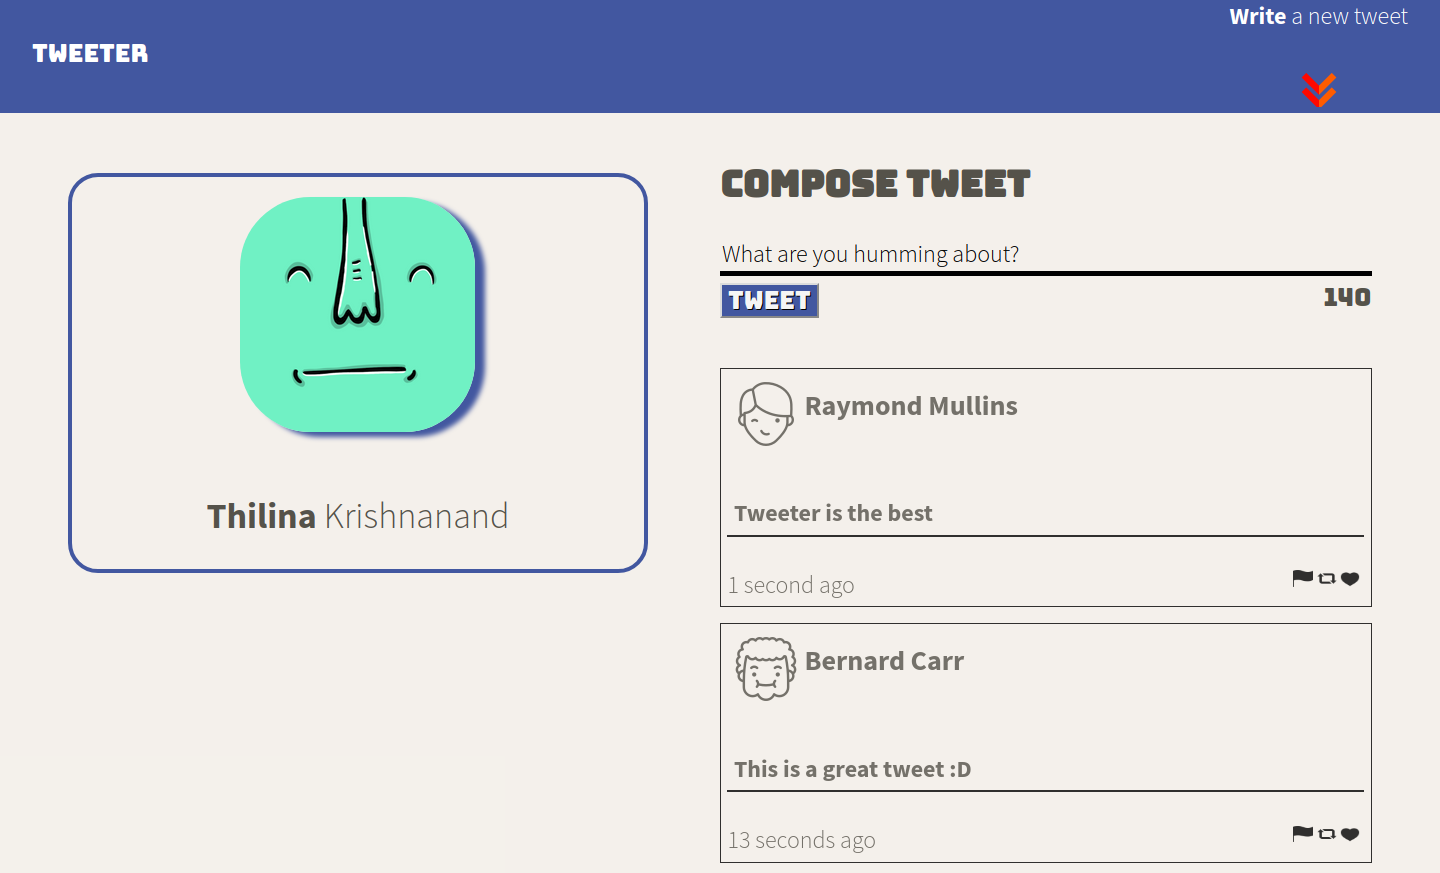 Write a new tweet
TWEETER
Thilina Krishnanand
COMPOSE TWEET
What are you humming about?
TWEET
140
Raymond Mullins
Tweeter is the best
1 second ago
Bernard Carr
This is a great tweet :D
13 seconds ago